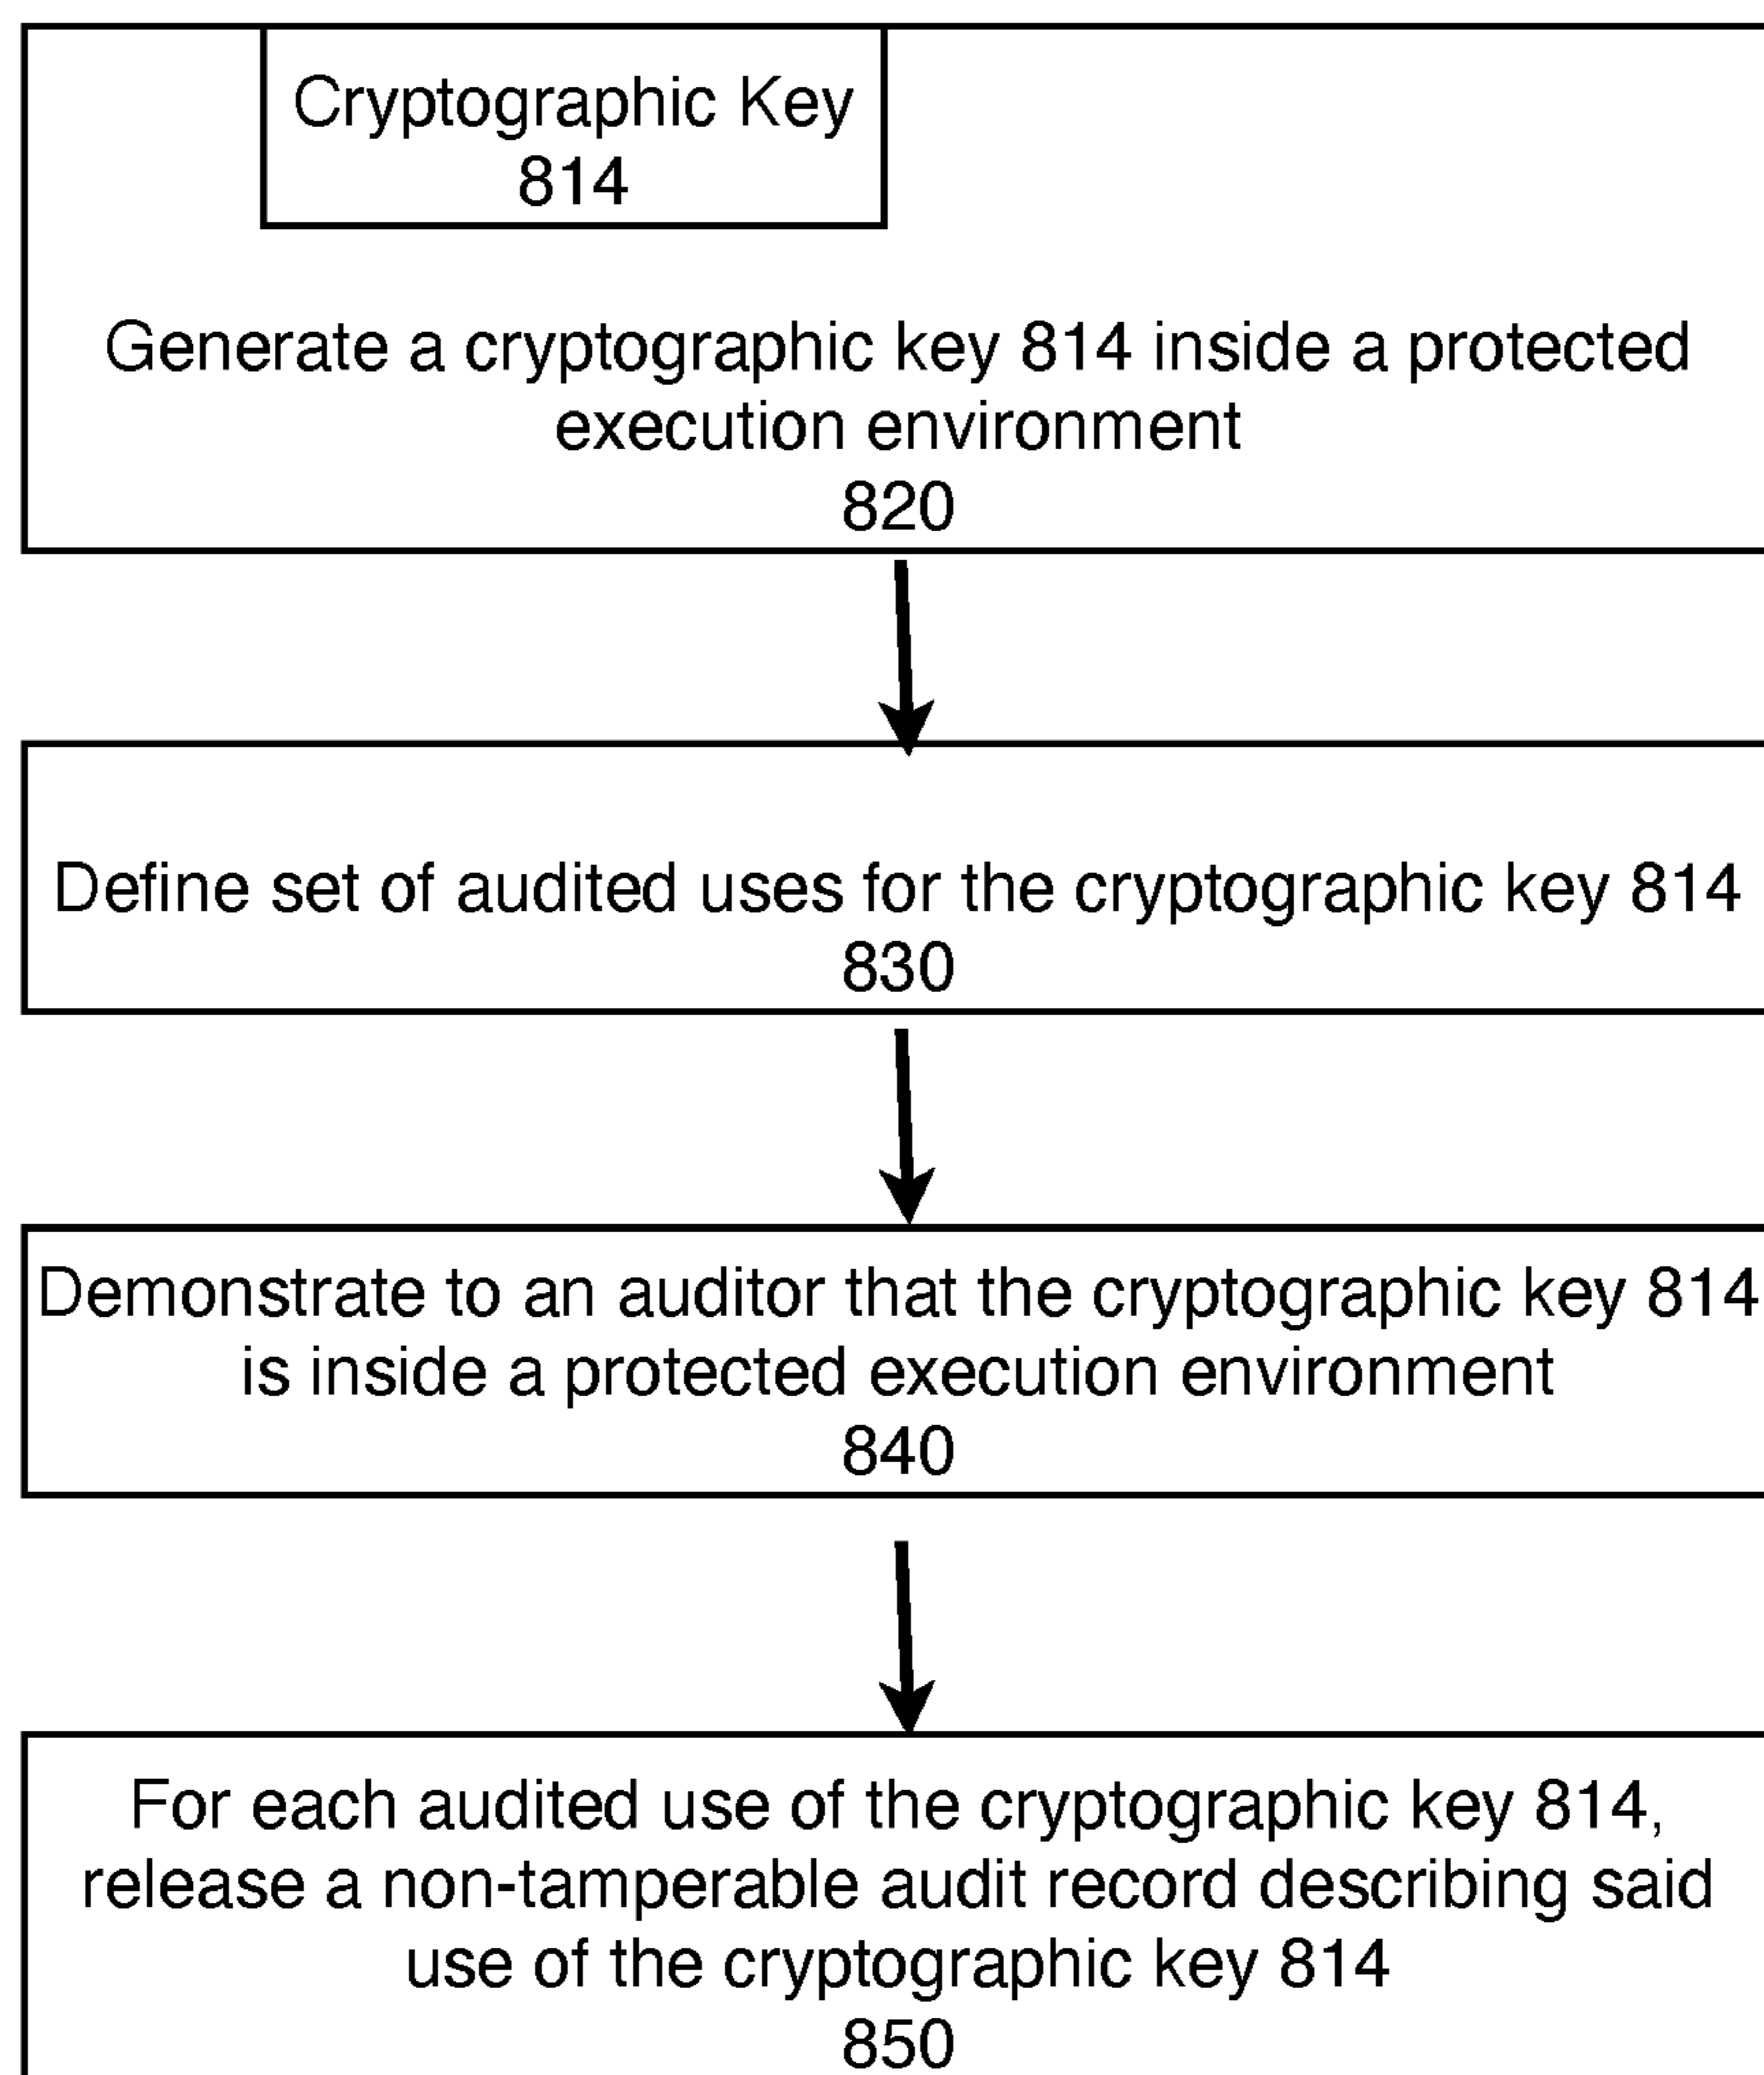 Cryptographic Key
814
Generate a cryptographic key 814 inside a protected
execution environment
820
Define set of audited uses for the cryptographic key 814
830
Demonstrate to an auditor that the cryptographic key 814
is inside a protected execution environment
840
For each audited use of the cryptographic key 814,
release a non-tamperable audit record describing said
use of the cryptographic key 814
850